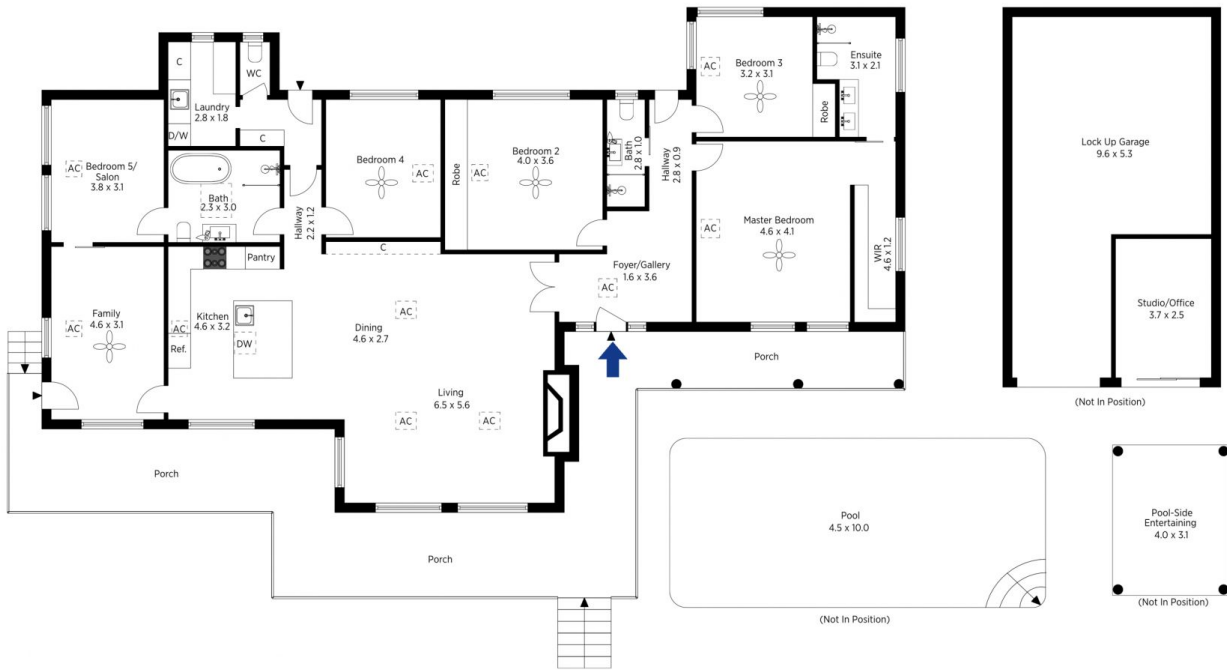 C
WC
Laundry
2.8 x 1.8
D/W
C
AC
Bedroom 5/
Salon
3.8 x 3.1
Bath
2.3 x 3.0
Hallway
2.2 x 1.2
Bedroom 4
AC
Robe
AC
Bedroom 2
4.0 x 3.6
Bath
2.8 x 1.0
Hallway
2.8 x 0.9
AC
Bedroom 3
3.2 x 3.1
Robe
Ensuite
3.1 x 2.1
AC
Master Bedroom
4.6 x 4.1
WIR
4.6 x 1.2
Foyer/Gallery
1.6 x 3.6
AC
Pantry
C
Family
4.6 x 3.1
AC
Kitchen
4.6 x 3.2
AC
Ref.
DW
Dining
4.6 x 2.7
AC
Living
6.5 x 5.6
AC
AC
Porch
Porch
Porch
Lock Up Garage
9.6 x 5.3
Studio/Office
3.7 x 2.5
(Not In Position)
Pool
4.5 x 10.0
(Not In Position)
Pool-Side
Entertaining
4.0 x 3.1
(Not In Position)